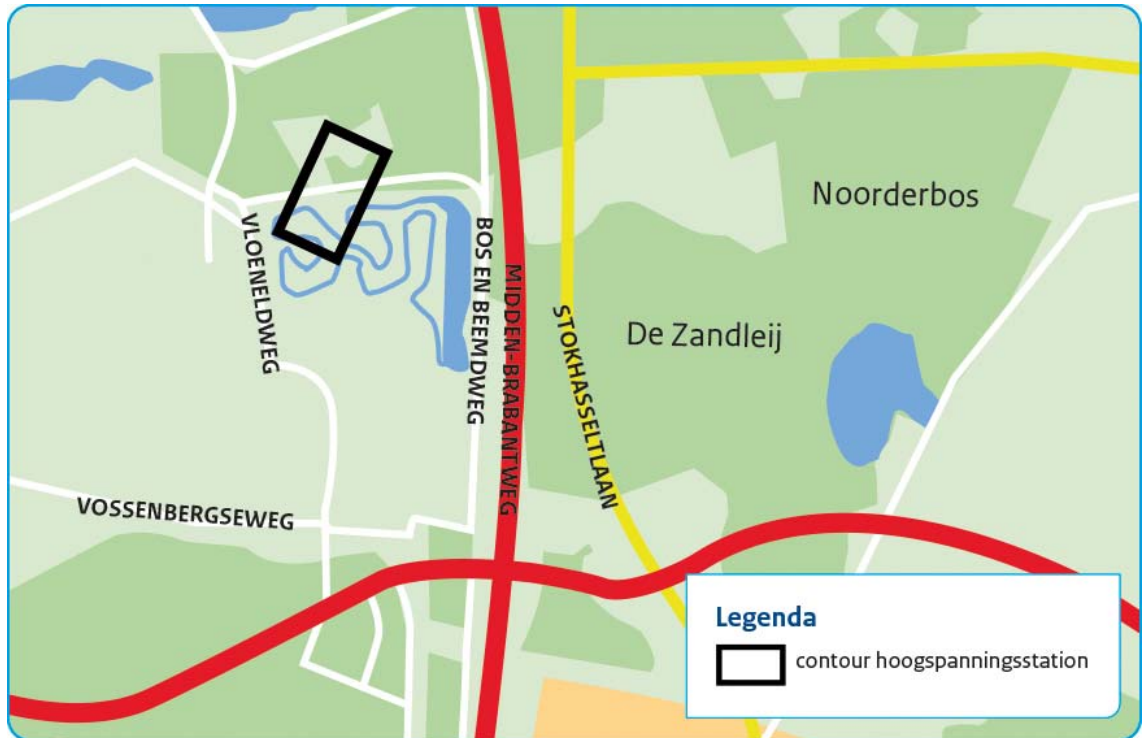 Noorderbos
VLOENELDWEG
BOS EN BEEMDWEG
MIDDEN-BRABANTWEG
STOKHASSELTLAAN
De Zandleij
VOSSENBERGSEWEG
Legenda
contour hoogspanningsstation